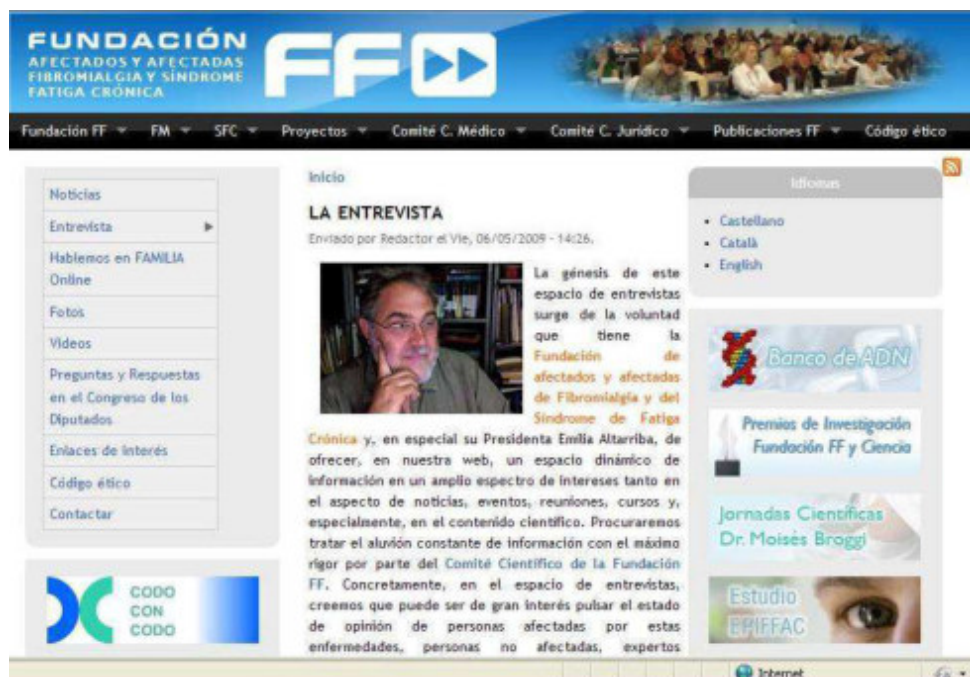 FUNDACIÓN
AFECTADOS Y AFECTADAS
FIBROMIALGIA Y SÍNDROME
FATIGA CRÓNICA
FF
Fundación FF
FM
SFC
Proyectos
Comité C. Médico
Comité C. Jurídico
Publicaciones FF
Código ético
Noticias
Entrevista
Hablemos en FAMILIA
Online
Fotos
Videos
Preguntas y Respuestas
en el Congreso de los
Diputados
Enlaces de interés
Código ético
Contactar
CODO
CON
CODO
Inicio
LA ENTREVISTA
Enviado por Redactor el Vie, 06/05/2009 - 14:26.
La génesis de este
espacio de entrevistas
surge de la voluntad
que tiene la
Fundación de
afectados y afectadas
de Fibromialgia y del
Síndrome de Fatiga
Crónica y, en especial su Presidenta Emilia Altarriba, de
ofrecer, en nuestra web, un espacio dinámico de
información en un amplio espectro de intereses tanto en
el aspecto de noticias, eventos, reuniones, cursos y,
especialmente, en el contenido científico. Procuraremos
tratar el aluvión constante de información con el máximo
rigor por parte del Comité Científico de la Fundación
FF. Concretamente, en el espacio de entrevistas,
creemos que puede ser de gran interés pulsar el estado
de opinión de personas afectadas por estas
enfermedades, personas no afectadas, expertos
Idiomas
Castellano
Català
English
Banco de ADN
Premios de Investigación
Fundación FF y Ciencia
Jornadas Científicas
Dr. Moisès Broggi
Estudio
EPIFFAC
Internet